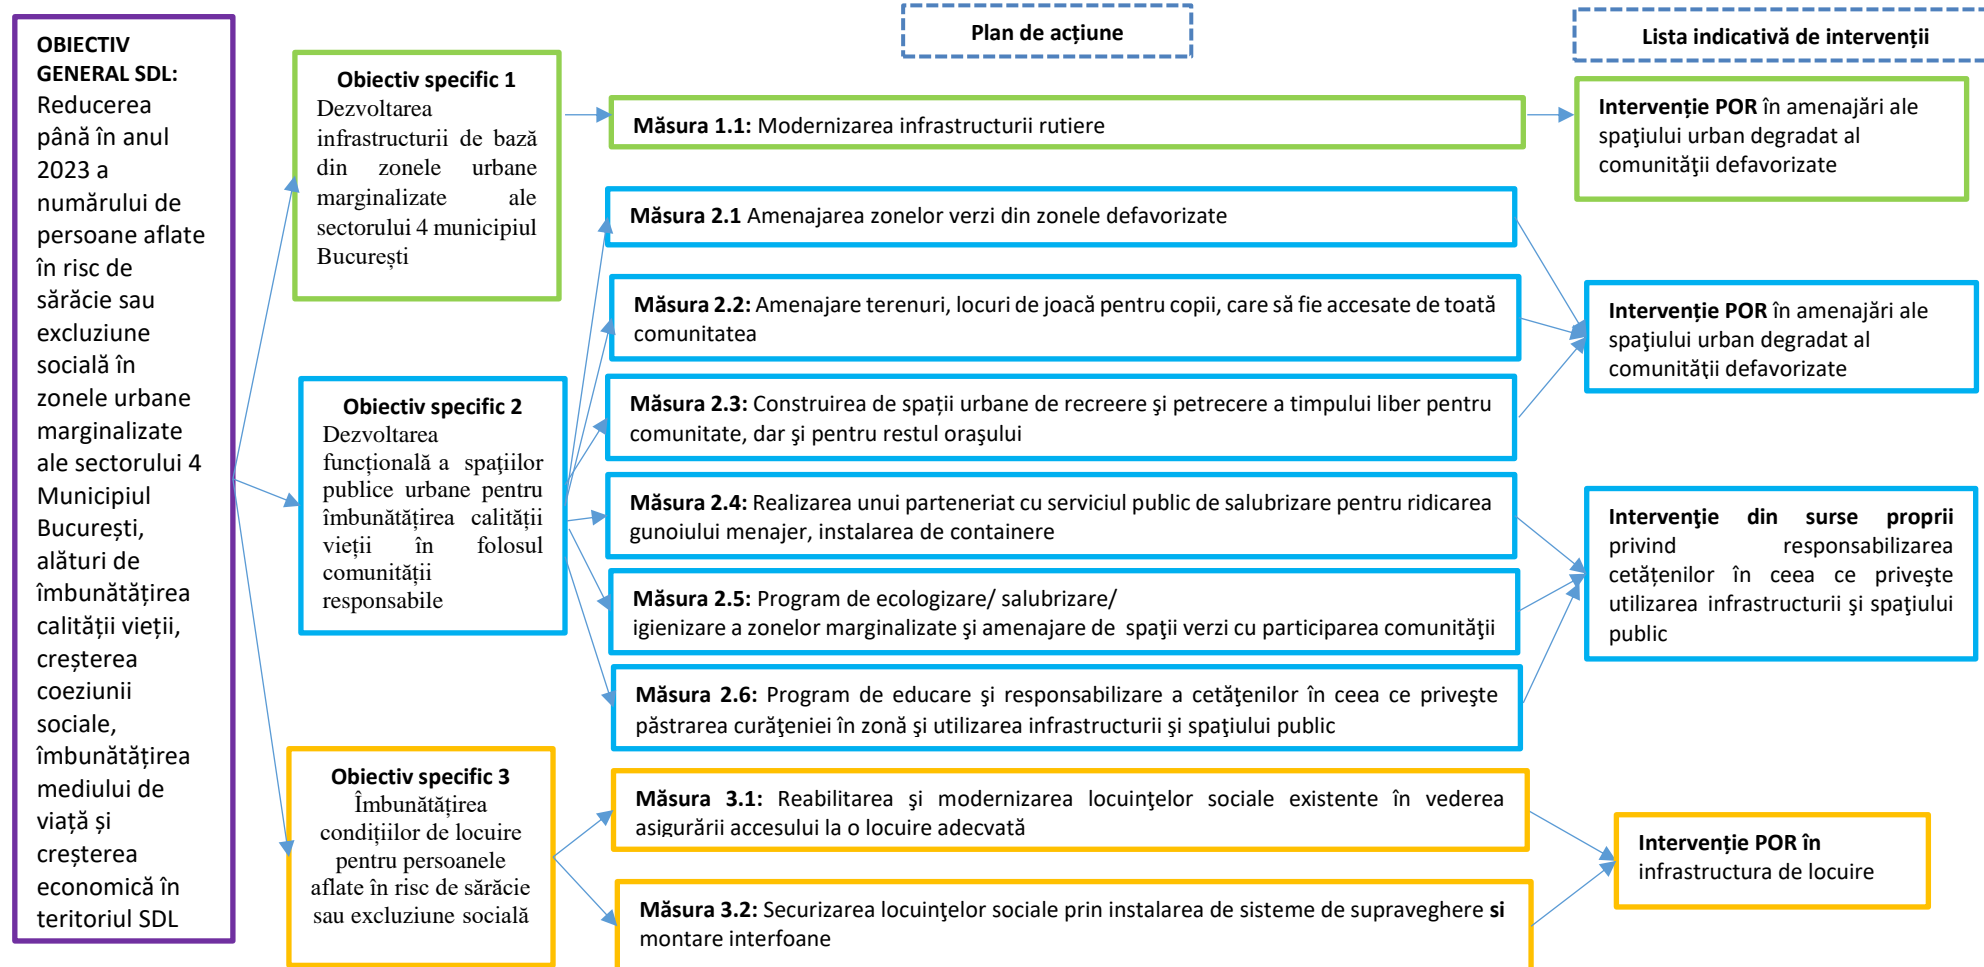 Plan de acțiune
Lista indicativă de intervenții
OBIECTIV
GENERAL SDL:
Reducerea
până în anul
2023 a
numărului de
persoane aflate
în risc de
sărăcie sau
excluziune
socială în
zonele urbane
marginalizate
ale sectorului 4
Municipiul
București,
alături de
îmbunătățirea
calității vieții,
creșterea
coeziunii
sociale,
îmbunătățirea
mediului de
viață și
creșterea
economică în
teritoriul SDL
Obiectiv specific 1
Dezvoltarea
infrastructurii de bază
din zonele urbane
marginalizate ale
sectorului 4 municipiul
București
Măsura 1.1: Modernizarea infrastructurii rutiere
Intervenție POR în amenajări ale
spaţiului urban degradat al
comunităţii defavorizate
Obiectiv specific 2
Dezvoltarea
funcțională a spaţiilor
publice urbane pentru
îmbunătățirea calității
vieții în folosul
comunității
responsabile
Măsura 2.1 Amenajarea zonelor verzi din zonele defavorizate
Măsura 2.2: Amenajare terenuri, locuri de joacă pentru copii, care să fie accesate de toată
comunitatea
Măsura 2.3: Construirea de spații urbane de recreere şi petrecere a timpului liber pentru
comunitate, dar şi pentru restul oraşului
Măsura 2.4: Realizarea unui parteneriat cu serviciul public de salubrizare pentru ridicarea
gunoiului menajer, instalarea de containere
Măsura 2.5: Program de ecologizare/ salubrizare/
igienizare a zonelor marginalizate şi amenajare de spaţii verzi cu participarea comunităţii
Măsura 2.6: Program de educare şi responsabilizare a cetăţenilor în ceea ce priveşte
păstrarea curăţeniei în zonă şi utilizarea infrastructurii şi spaţiului public
Intervenție POR în amenajări ale
spaţiului urban degradat al
comunităţii defavorizate
Intervenţie din surse proprii
privind responsabilizarea
cetățenilor în ceea ce priveşte
utilizarea infrastructurii şi spaţiului
public
Obiectiv specific 3
Îmbunătățirea
condițiilor de locuire
pentru persoanele
aflate în risc de sărăcie
sau excluziune socială
Măsura 3.1: Reabilitarea şi modernizarea locuinţelor sociale existente în vederea
asigurării accesului la o locuire adecvată
Măsura 3.2: Securizarea locuinţelor sociale prin instalarea de sisteme de supraveghere si
montare interfoane
Intervenție POR în
infrastructura de locuire